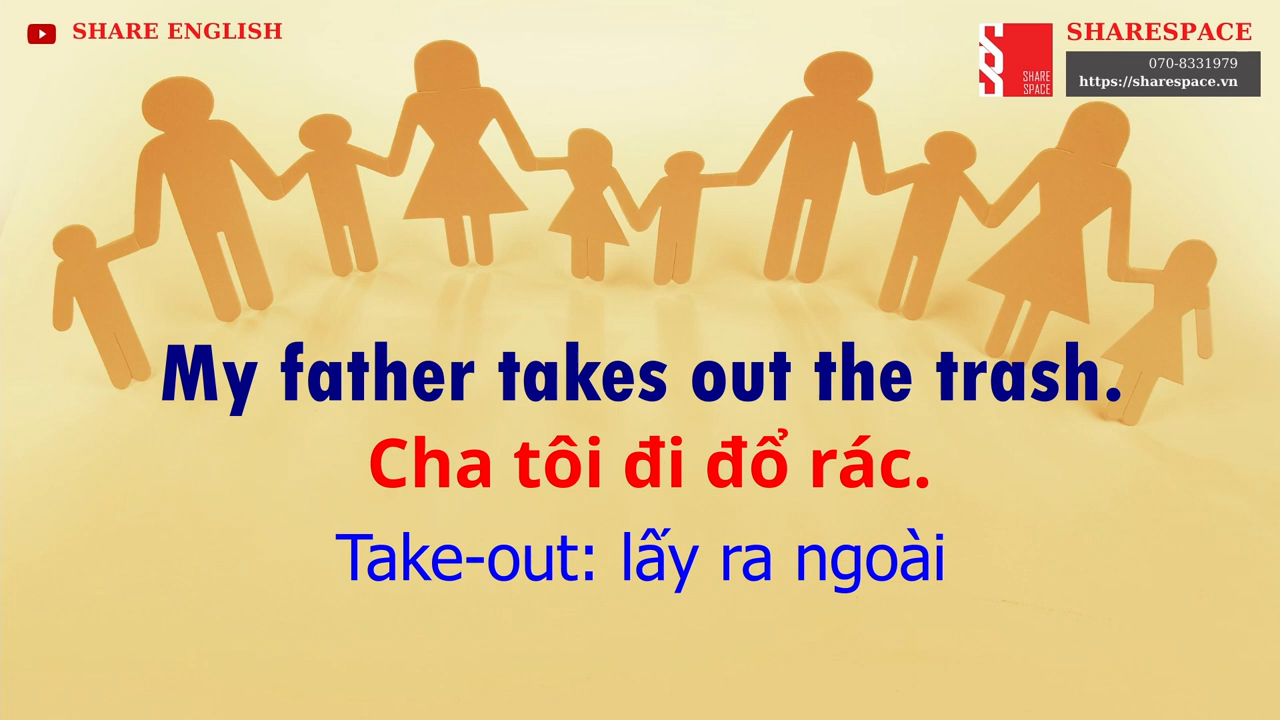 SHARE ENGLISH
SHARE
SPACE
SHARESPACE
070-8331979
https://sharespace.vn
My father takes out the trash.
Cha tôi đi đổ rác.
Take-out: lấy ra ngoài